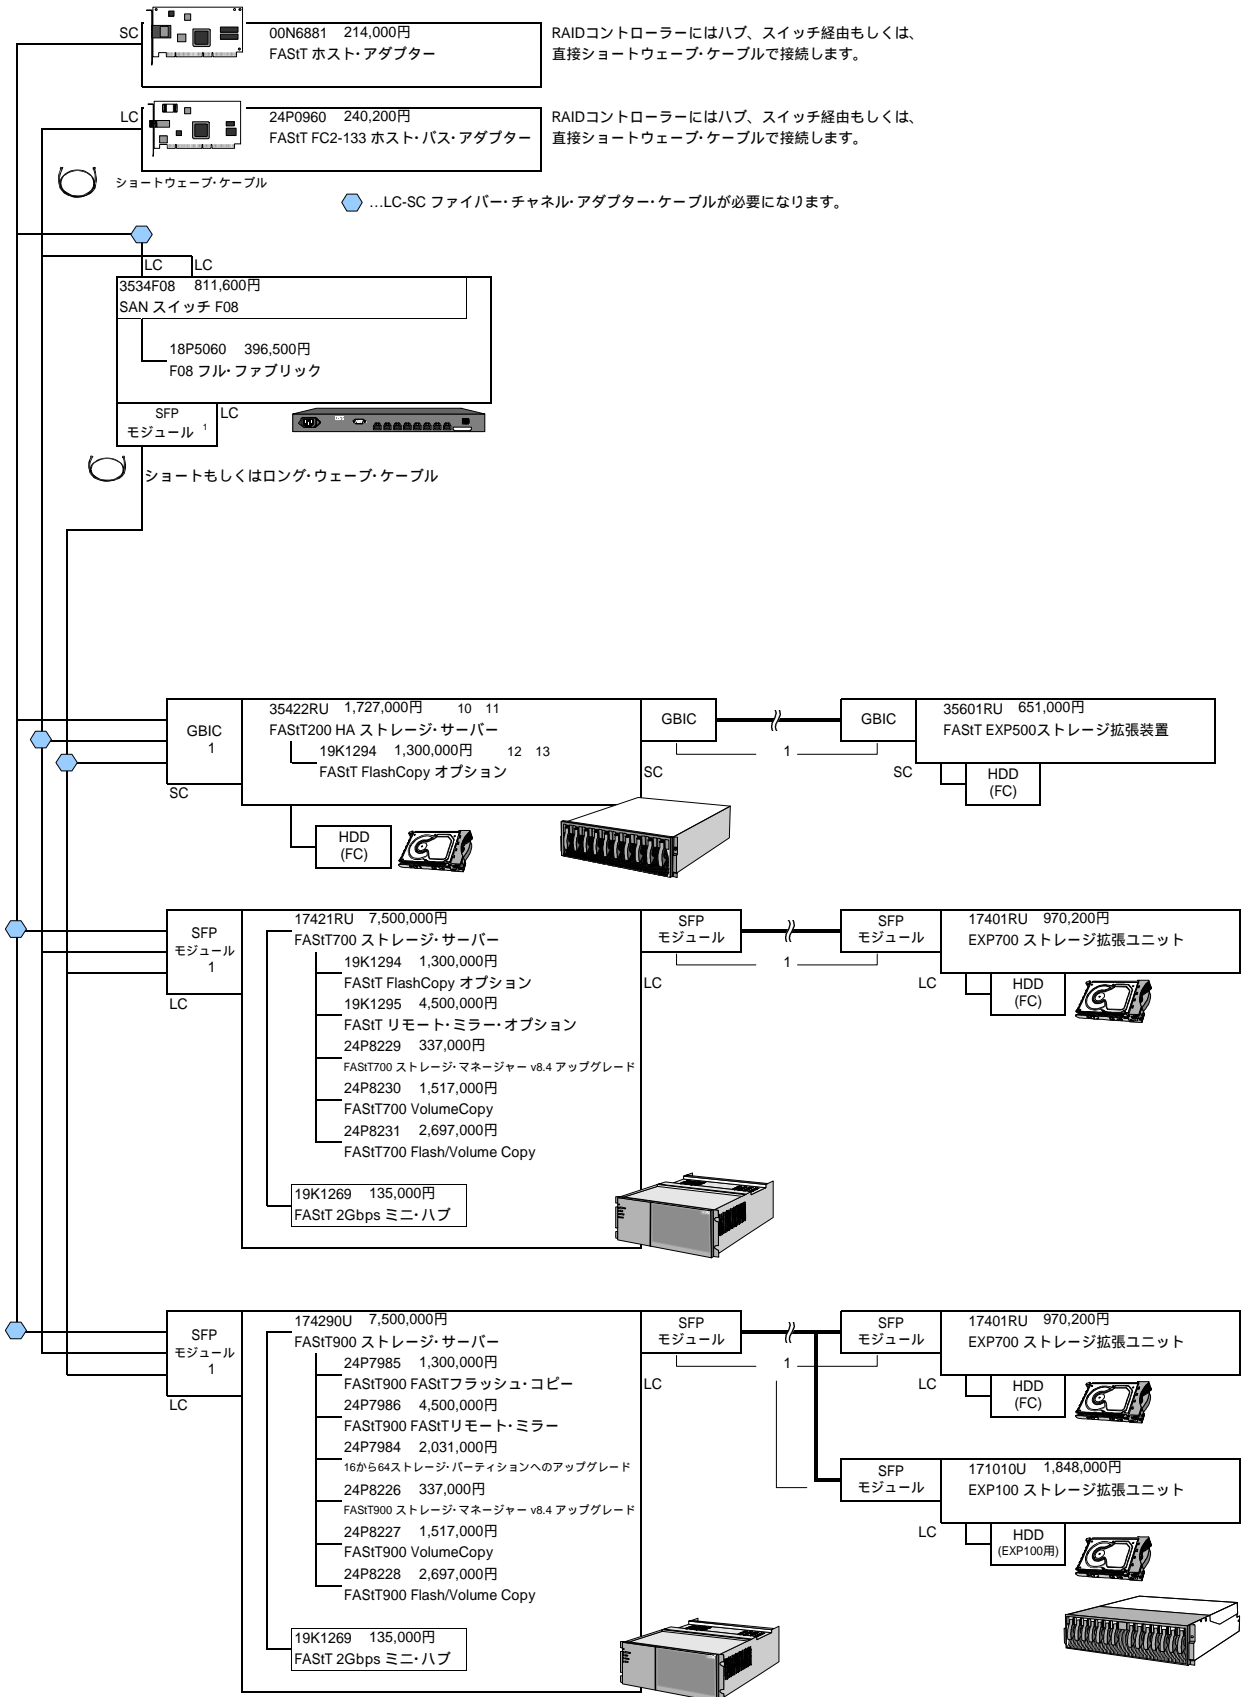 SC
00N6881 214,000円
FAStT ホスト・アダプター
RAIDコントローラーにはハブ、スイッチ経由もしくは、
直接ショートウェーブ・ケーブルで接続します。
LC
24P0960 240,200円
FAStT FC2-133 ホスト・バス・アダプター
RAIDコントローラーにはハブ、スイッチ経由もしくは、
直接ショートウェーブ・ケーブルで接続します。
ショートウェーブ・ケーブル
…LC-SC ファイバー・チャネル・アダプター・ケーブルが必要になります。
LC LC
3534F08 811,600円
SAN スイッチ F08
18P5060 396,500円
F08 フル・ファブリック
SFP
モジュール 1
LC
ショートもしくはロング・ウェーブ・ケーブル
GBIC
1
SC
35422RU 1,727,000円 10 11
FAStT200 HA ストレージ・サーバー
19K1294 1,300,000円 12 13
FAStT FlashCopy オプション
HDD
(FC)
GBIC
SC
1
GBIC
SC
35601RU 651,000円
FAStT EXP500ストレージ拡張装置
HDD
(FC)
SFP
モジュール
1
LC
17421RU 7,500,000円
FAStT700 ストレージ・サーバー
19K1294 1,300,000円
FAStT FlashCopy オプション
19K1295 4,500,000円
FAStT リモート・ミラー・オプション
24P8229 337,000円
FAStT700 ストレージ・マネージャー v8.4 アップグレード
24P8230 1,517,000円
FAStT700 VolumeCopy
24P8231 2,697,000円
FAStT700 Flash/Volume Copy
19K1269 135,000円
FAStT 2Gbps ミニ・ハブ
SFP
モジュール
LC
1
SFP
モジュール
LC
17401RU 970,200円
EXP700 ストレージ拡張ユニット
HDD
(FC)
SFP
モジュール
1
LC
174290U 7,500,000円
FAStT900 ストレージ・サーバー
24P7985 1,300,000円
FAStT900 FAStTフラッシュ・コピー
24P7986 4,500,000円
FAStT900 FAStTリモート・ミラー
24P7984 2,031,000円
16から64ストレージ・パーティションへのアップグレード
24P8226 337,000円
FAStT900 ストレージ・マネージャー v8.4 アップグレード
24P8227 1,517,000円
FAStT900 VolumeCopy
24P8228 2,697,000円
FAStT900 Flash/Volume Copy
19K1269 135,000円
FAStT 2Gbps ミニ・ハブ
SFP
モジュール
LC
1
SFP
モジュール
LC
17401RU 970,200円
EXP700 ストレージ拡張ユニット
HDD
(FC)
SFP
モジュール
LC
171010U 1,848,000円
EXP100 ストレージ拡張ユニット
HDD
(EXP100用)